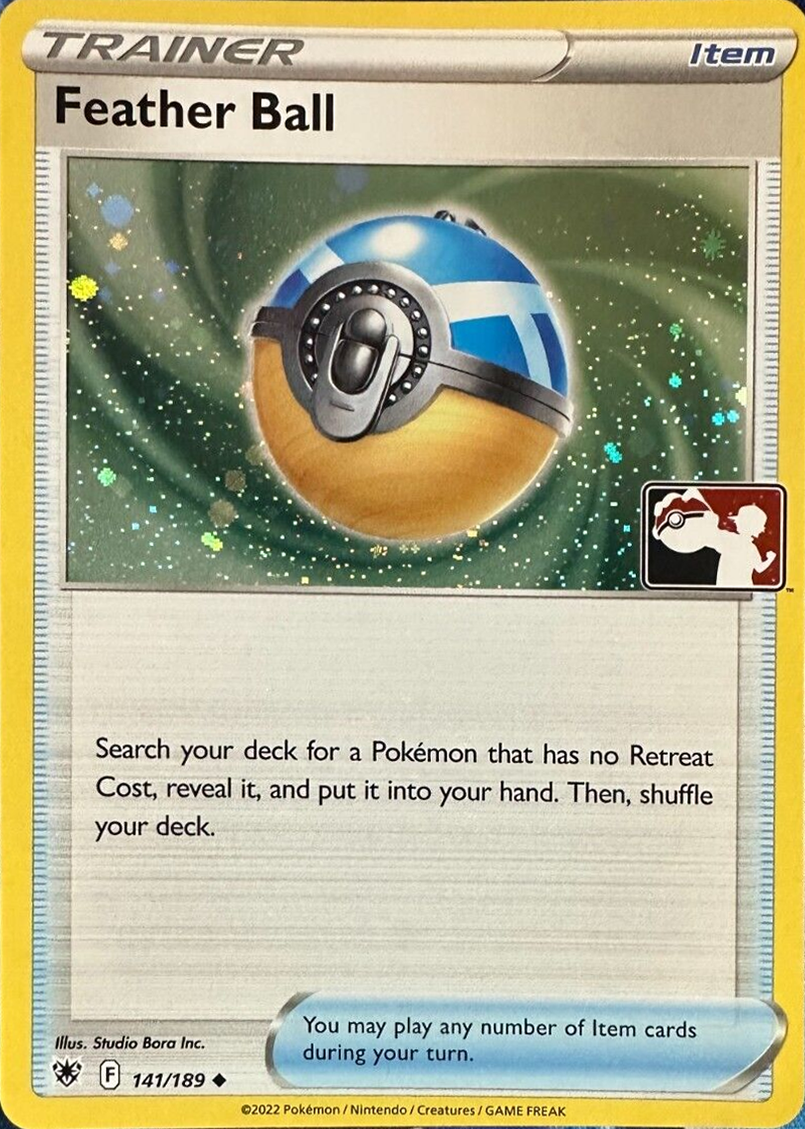 TRAINER
Item
Feather Ball
™
Search your deck for a Pokémon that has no Retreat
Cost, reveal it, and put it into your hand. Then, shuffle
your deck.
You may play any number of Item cards
during your turn.
Illus. Studio Bora Inc.
F 141/189 ◆
©2022 Pokémon / Nintendo / Creatures / GAME FREAK